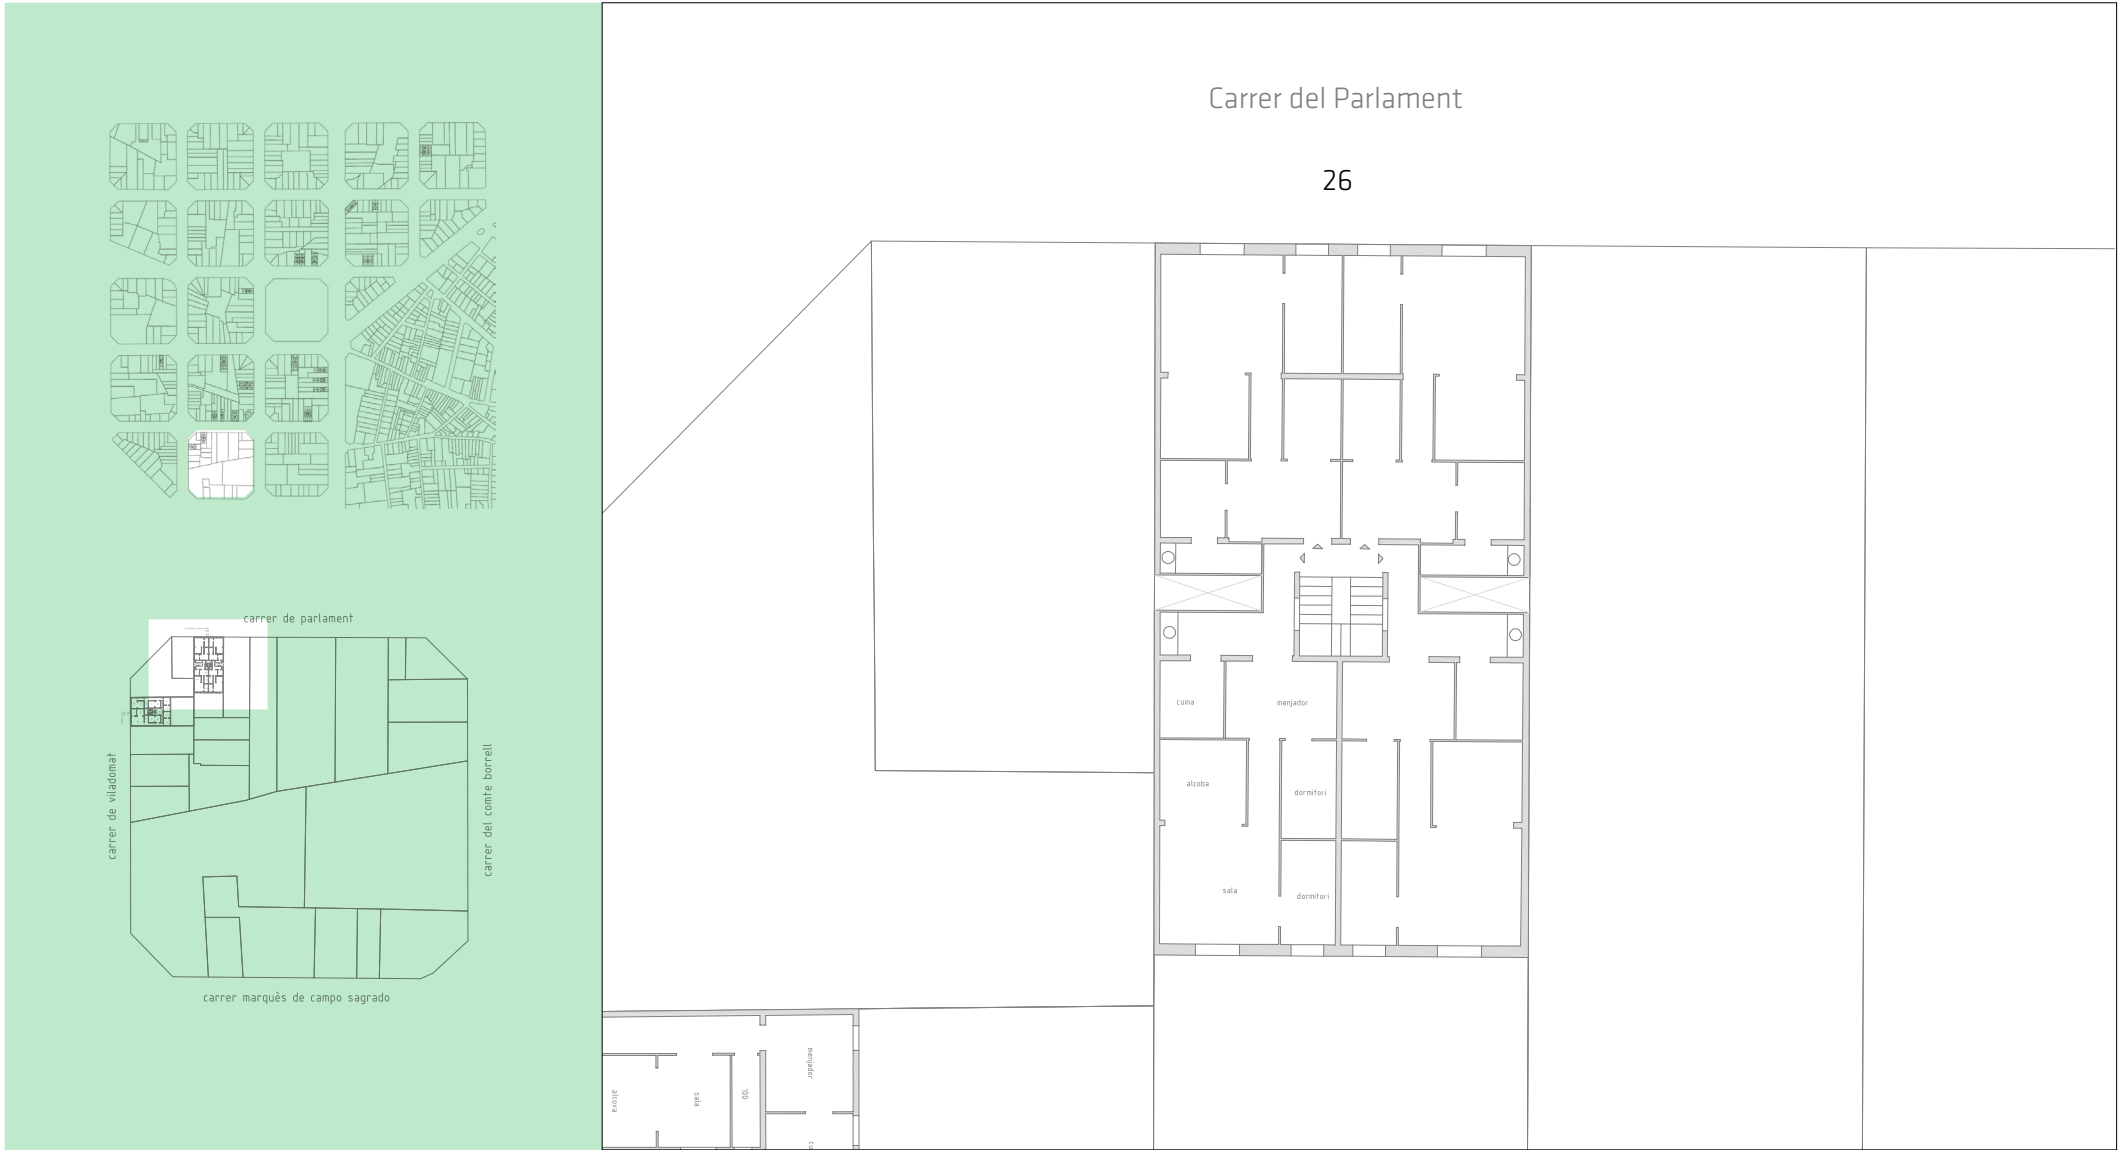 Carrer del Parlament
26
carrer de parlament
carrer de viladomat
carrer del comte borrell
carrer marquès de campo sagrado
cuina
menjador
alcoba
dormitori
sala
dormitori
menjador
alcova
sala